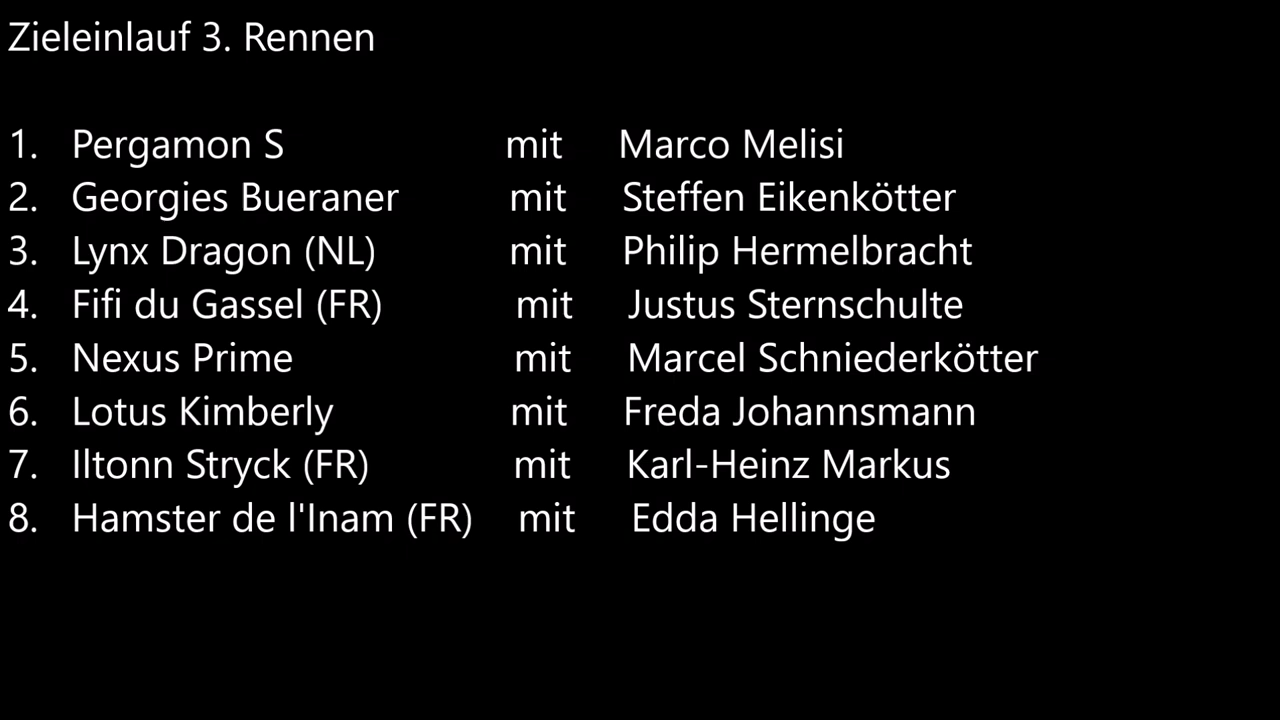 Zieleinlauf 3. Rennen
1. Pergamon S mit Marco Melisi
2. Georgies Bueraner mit Steffen Eikenkötter
3. Lynx Dragon (NL) mit Philip Hermelbracht
4. Fifi du Gassel (FR) mit Justus Sternschulte
5. Nexus Prime mit Marcel Schniederkötter
6. Lotus Kimberly mit Freda Johannsmann
7. Iltonn Stryck (FR) mit Karl-Heinz Markus
8. Hamster de l'Inam (FR) mit Edda Hellinge